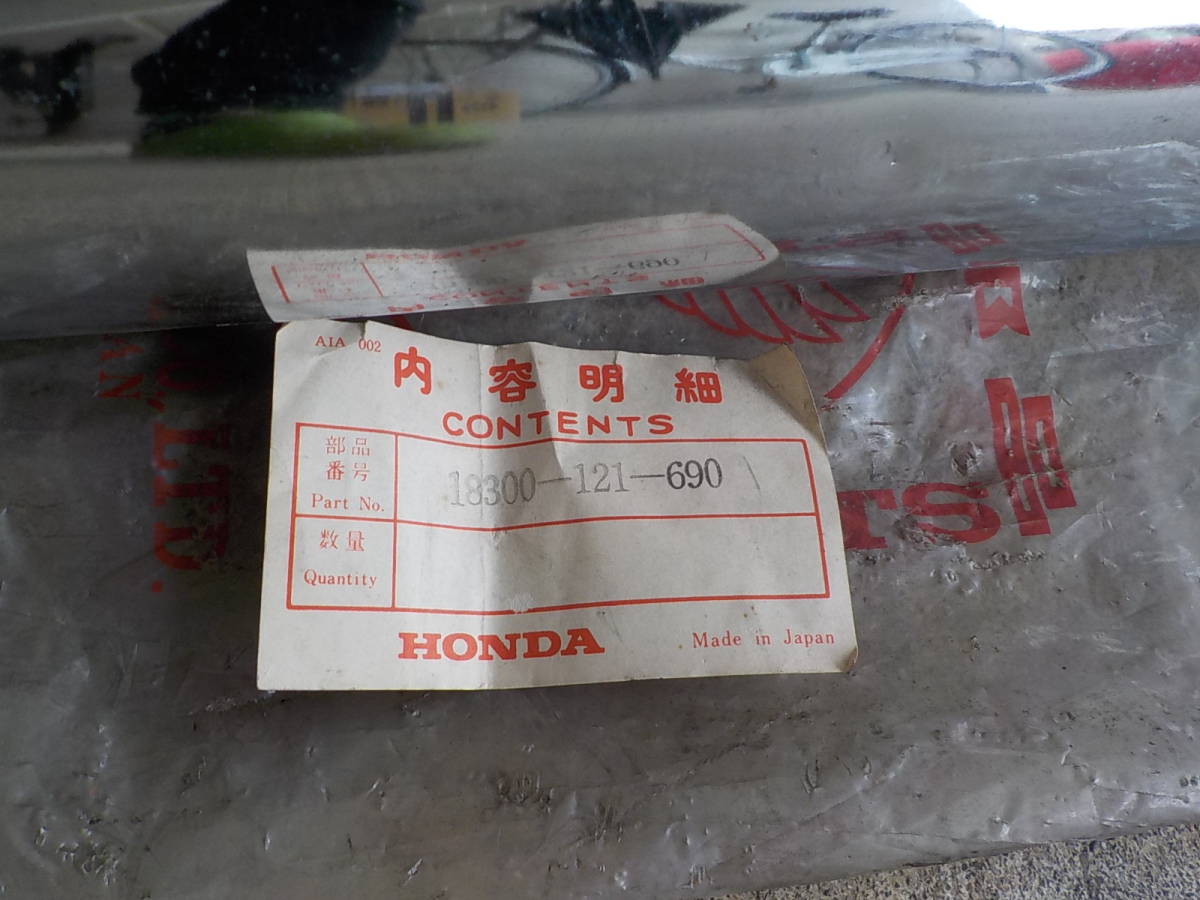 AIA 002
内容明細
CONTENTS
部品
番号
Part No.
18300-121-690
数量
Quantity
HONDA
Made in Japan
LTD.